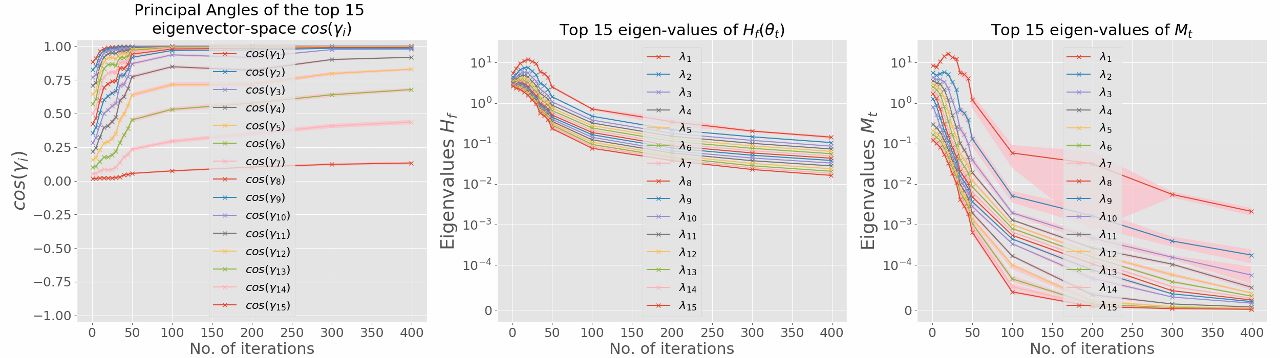 Principal Angles of the top 15
eigenvector-space cos(γᵢ)
1.00
0.75
0.50
0.25
0.00
−0.25
−0.50
−0.75
−1.00
cos(γᵢ)
cos(γ₁)
cos(γ₂)
cos(γ₃)
cos(γ₄)
cos(γ₅)
cos(γ₆)
cos(γ₇)
cos(γ₈)
cos(γ₉)
cos(γ₁₀)
cos(γ₁₁)
cos(γ₁₂)
cos(γ₁₃)
cos(γ₁₄)
cos(γ₁₅)
0 50 100 150 200 250 300 350 400
No. of iterations
Top 15 eigen-values of H_f(θₜ)
10¹
10⁰
10⁻¹
10⁻²
10⁻³
10⁻⁴
0
Eigenvalues H_f
λ₁
λ₂
λ₃
λ₄
λ₅
λ₆
λ₇
λ₈
λ₉
λ₁₀
λ₁₁
λ₁₂
λ₁₃
λ₁₄
λ₁₅
0 50 100 150 200 250 300 350 400
No. of iterations
Top 15 eigen-values of Mₜ
10¹
10⁰
10⁻¹
10⁻²
10⁻³
10⁻⁴
0
Eigenvalues Mₜ
λ₁
λ₂
λ₃
λ₄
λ₅
λ₆
λ₇
λ₈
λ₉
λ₁₀
λ₁₁
λ₁₂
λ₁₃
λ₁₄
λ₁₅
0 50 100 150 200 250 300 350 400
No. of iterations